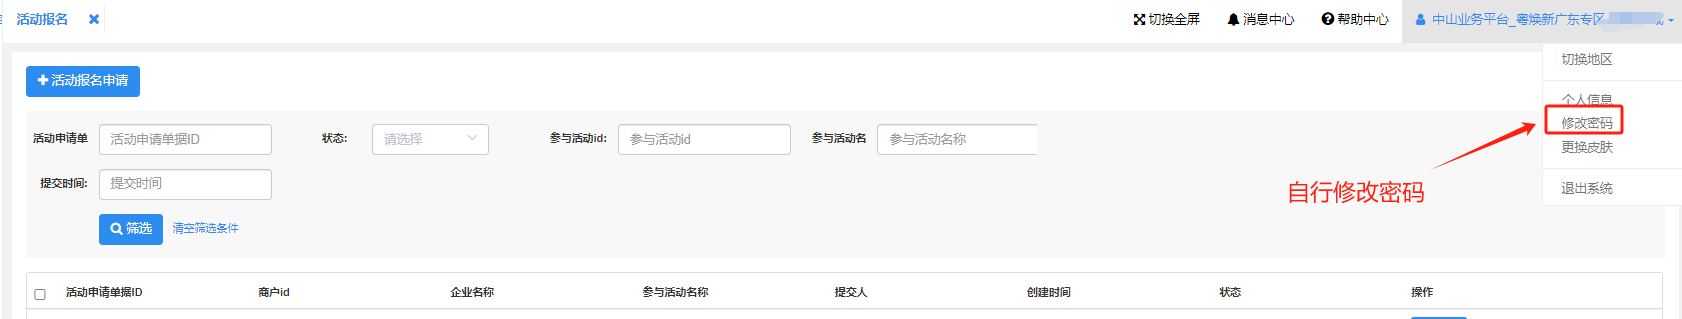 活动报名
切换全屏 消息中心 帮助中心 中山业务平台_粤焕新广东专区
切换地区
活动报名申请
个人信息
修改密码
更换皮肤
退出系统
自行修改密码
活动申请单 活动申请单据ID 状态: 请选择 参与活动id: 参与活动id 参与活动名 参与活动名称
提交时间: 提交时间
筛选 清空筛选条件
活动申请单据ID 商户id 企业名称 参与活动名称 提交人 创建时间 状态 操作